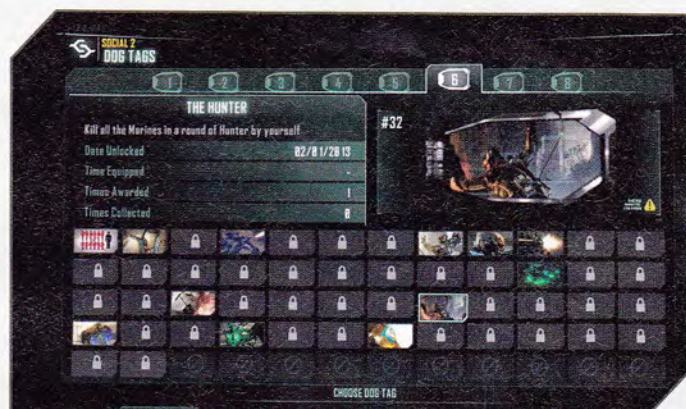 SOCIAL 2
DOG TAGS
1 2 3 4 5 6 7 8
THE HUNTER
Kill all the Marines in a round of Hunter by yourself
Date Unlocked 02/01/2013
Time Equipped -
Times Awarded 1
Times Collected 0
#32
CHOOSE DOG TAG